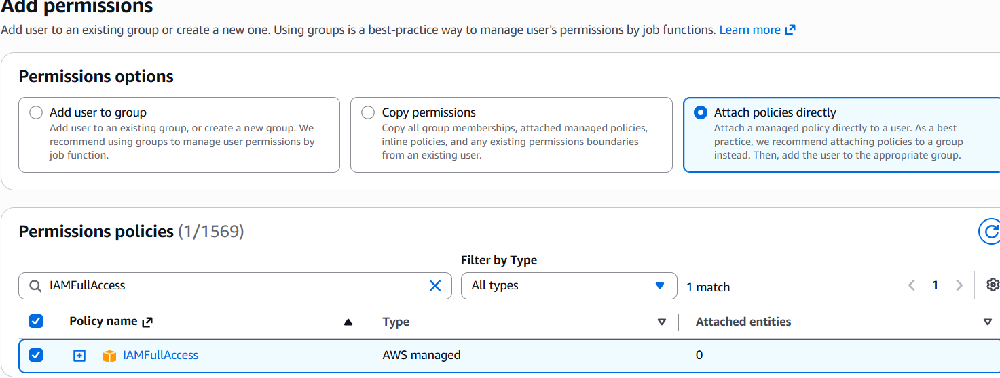 Add permissions
Add user to an existing group or create a new one. Using groups is a best-practice way to manage user's permissions by job functions. Learn more
Permissions options
Add user to group
Add user to an existing group, or create a new group. We
recommend using groups to manage user permissions by
job function.
Copy permissions
Copy all group memberships, attached managed policies,
inline policies, and any existing permissions boundaries
from an existing user.
Attach policies directly
Attach a managed policy directly to a user. As a best
practice, we recommend attaching policies to a group
instead. Then, add the user to the appropriate group.
Permissions policies (1/1569)
Filter by Type
IAMFullAccess
All types
1 match
1
Policy name
Type
Attached entities
IAMFullAccess
AWS managed
0